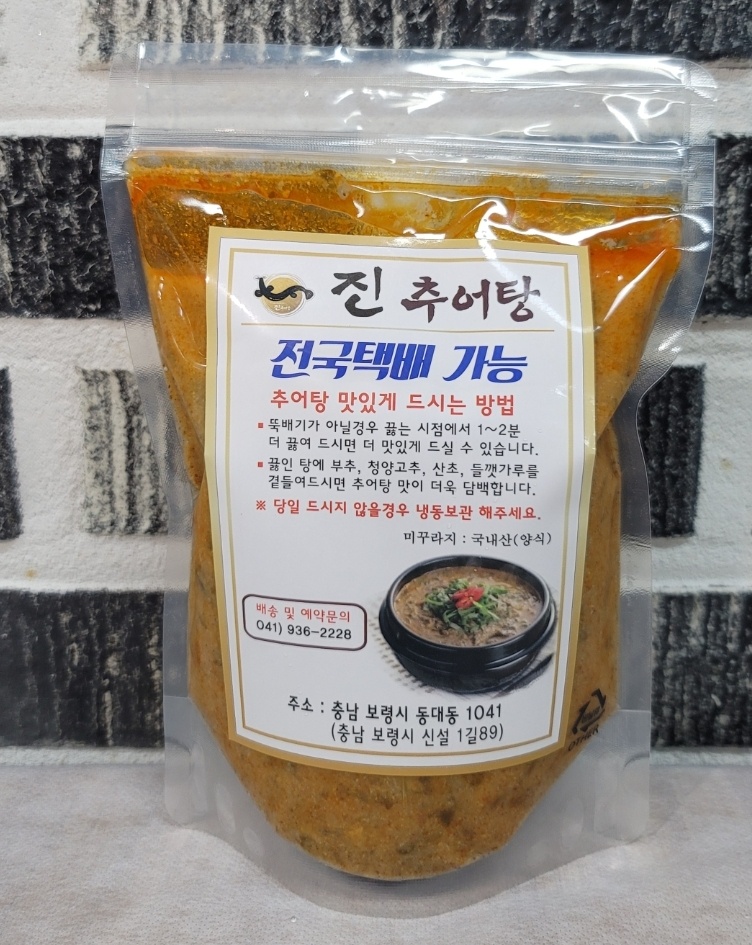 진 추어탕
전국택배 가능
추어탕 맛있게 드시는 방법
▪ 뚝배기가 아닐경우 끓는 시점에서 1~2분
더 끓여 드시면 더 맛있게 드실 수 있습니다.
▪ 끓인 탕에 부추, 청양고추, 산초, 들깻가루를
곁들여드시면 추어탕 맛이 더욱 담백합니다.
※ 당일 드시지 않을경우 냉동보관 해주세요.
미꾸라지 : 국내산(양식)
배송 및 예약문의
041) 936-2228
주소 : 충남 보령시 동대동 1041
(충남 보령시 신설 1길89)